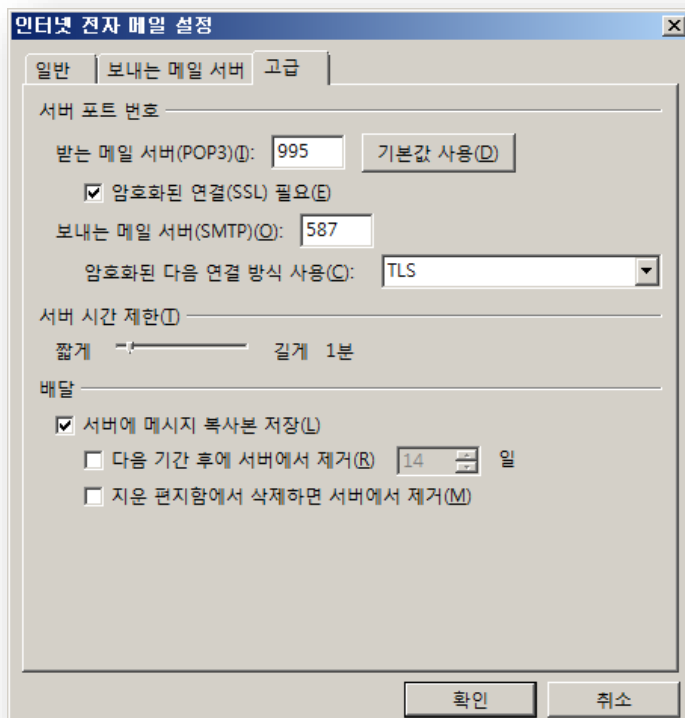 인터넷 전자 메일 설정
일반 보내는 메일 서버 고급
서버 포트 번호
받는 메일 서버(POP3)(I): 995 기본값 사용(D)
암호화된 연결(SSL) 필요(E)
보내는 메일 서버(SMTP)(O): 587
암호화된 다음 연결 방식 사용(C): TLS
서버 시간 제한(T)
짧게 길게 1분
배달
서버에 메시지 복사본 저장(L)
다음 기간 후에 서버에서 제거(R) 14 일
지운 편지함에서 삭제하면 서버에서 제거(M)
확인 취소